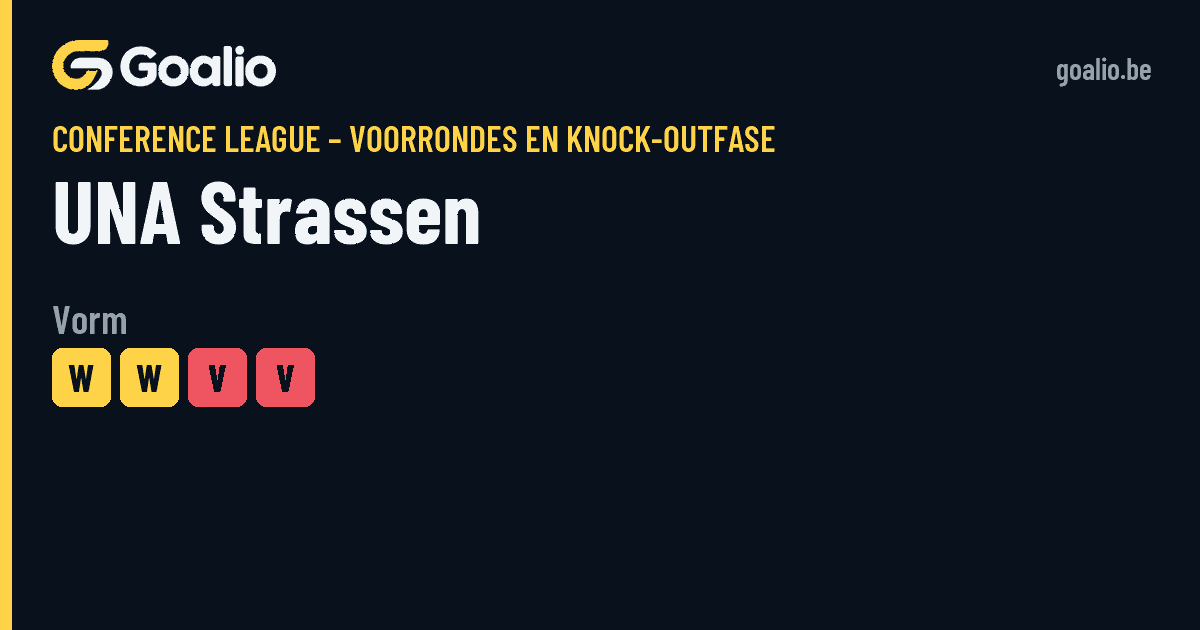 Goalio
goalio.be
CONFERENCE LEAGUE – VOORRONDES EN KNOCK-OUTFASE
UNA Strassen
Vorm
W W V V